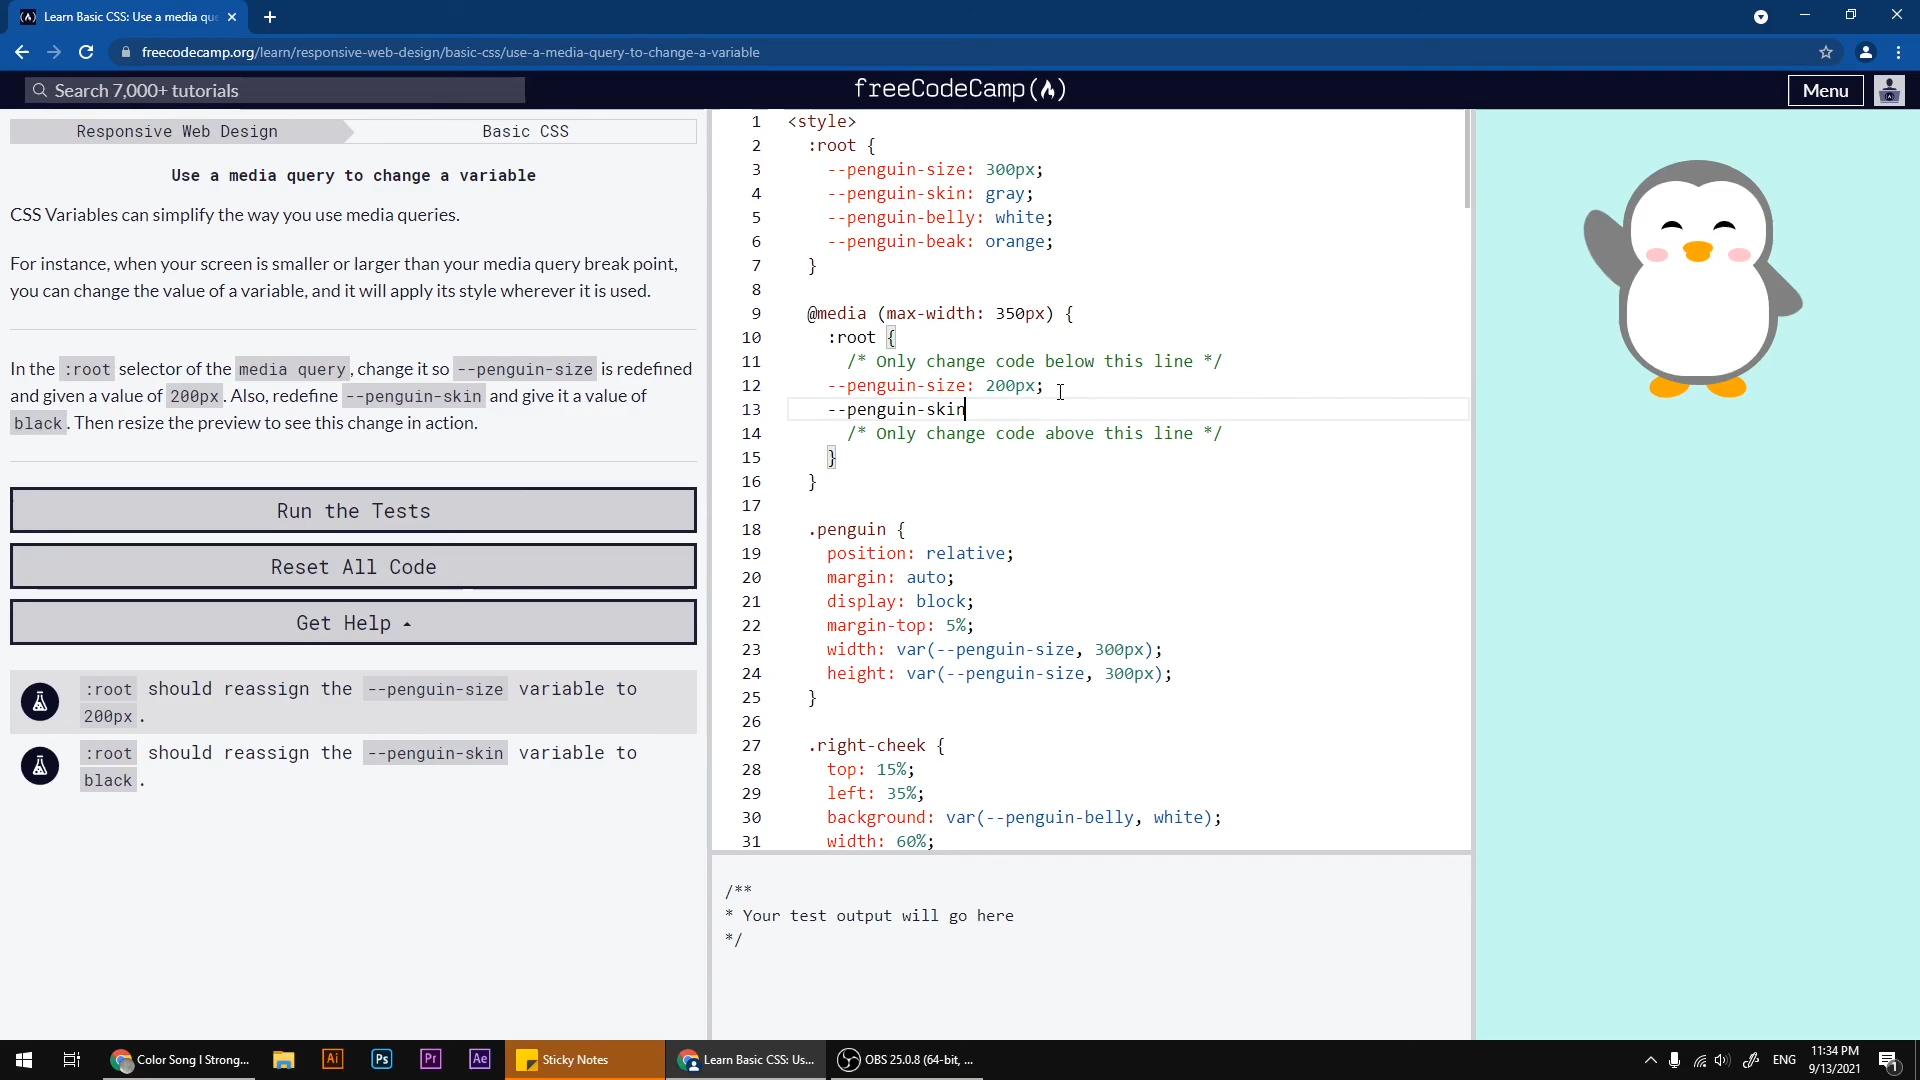 Learn Basic CSS: Use a media que
freecodecamp.org/learn/responsive-web-design/basic-css/use-a-media-query-to-change-a-variable
Search 7,000+ tutorials
freeCodeCamp
Menu
Responsive Web Design
Basic CSS
Use a media query to change a variable
CSS Variables can simplify the way you use media queries.
For instance, when your screen is smaller or larger than your media query break point,
you can change the value of a variable, and it will apply its style wherever it is used.
In the :root selector of the media query, change it so --penguin-size is redefined
and given a value of 200px. Also, redefine --penguin-skin and give it a value of
black. Then resize the preview to see this change in action.
Run the Tests
Reset All Code
Get Help
:root should reassign the --penguin-size variable to
200px.
:root should reassign the --penguin-skin variable to
black.
1 <style>
2 :root {
3 --penguin-size: 300px;
4 --penguin-skin: gray;
5 --penguin-belly: white;
6 --penguin-beak: orange;
7 }
8
9 @media (max-width: 350px) {
10 :root {
11 /* Only change code below this line */
12 --penguin-size: 200px;
13 --penguin-skin
14 /* Only change code above this line */
15 }
16 }
17
18 .penguin {
19 position: relative;
20 margin: auto;
21 display: block;
22 margin-top: 5%;
23 width: var(--penguin-size, 300px);
24 height: var(--penguin-size, 300px);
25 }
26
27 .right-cheek {
28 top: 15%;
29 left: 35%;
30 background: var(--penguin-belly, white);
31 width: 60%;
/**
* Your test output will go here
*/
Color Song I Strong...
Ai
Ps
Pr
Ae
Sticky Notes
Learn Basic CSS: Us...
OBS 25.0.8 (64-bit, ...
ENG
11:34 PM
9/13/2021
1